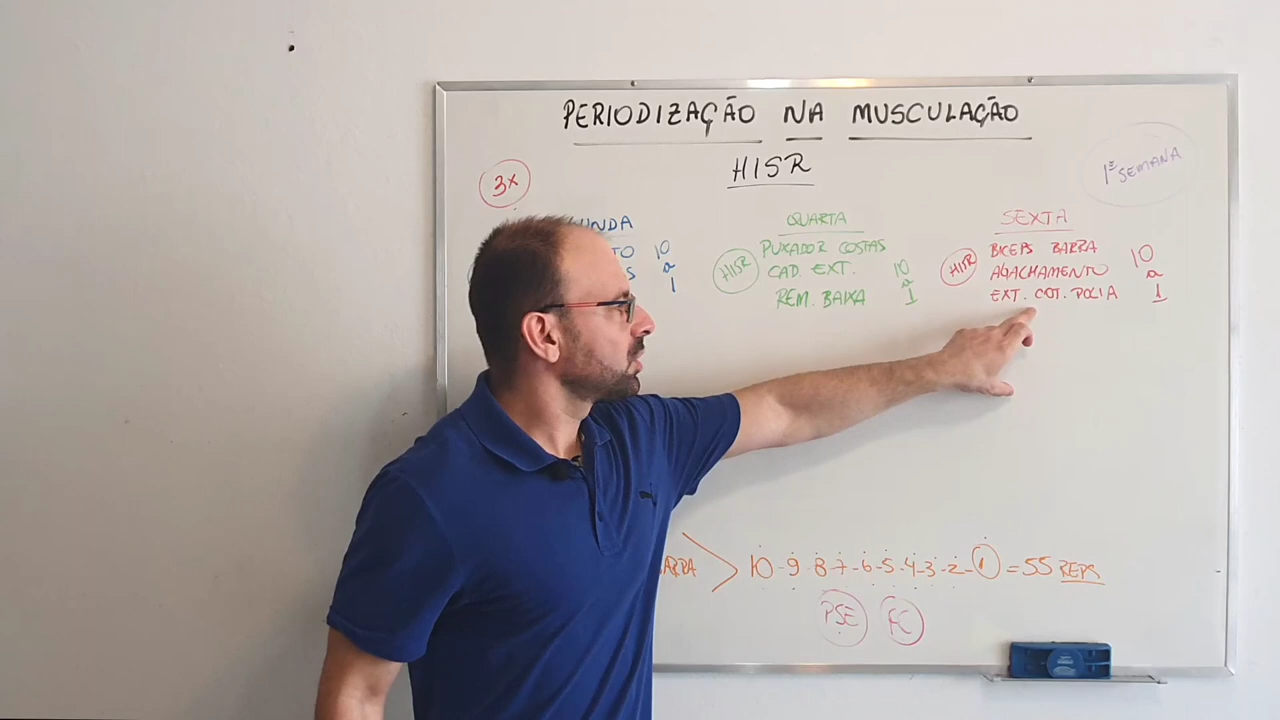 PERIODIZAÇÃO NA MUSCULAÇÃO
HISR
1ª SEMANA
3x
UNDA
TO 10
S a
1
QUARTA
HISR
PUXADOR COSTAS
CAD. EXT. 10
a
REM. BAIXA 1
SEXTA
HISR
BICEPS BARRA 10
AGACHAMENTO a
EXT. COT. POLIA 1
ARRA > 10-9-8-7-6-5-4-3-2-1 = 55 REPS
PSE FC